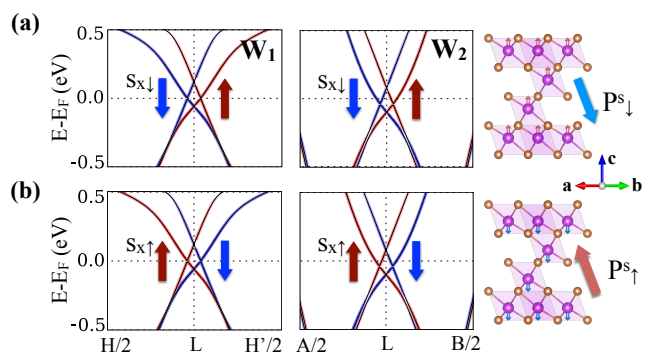 (a)
0.5
0.0
-0.5
E-E_F (eV)
W₁
S_X↓
W₂
S_X↓
P^s↓
c
a
b
(b)
0.5
0.0
-0.5
E-E_F (eV)
S_X↑
S_X↑
P^s↑
H/2 L H'/2
A/2 L B/2